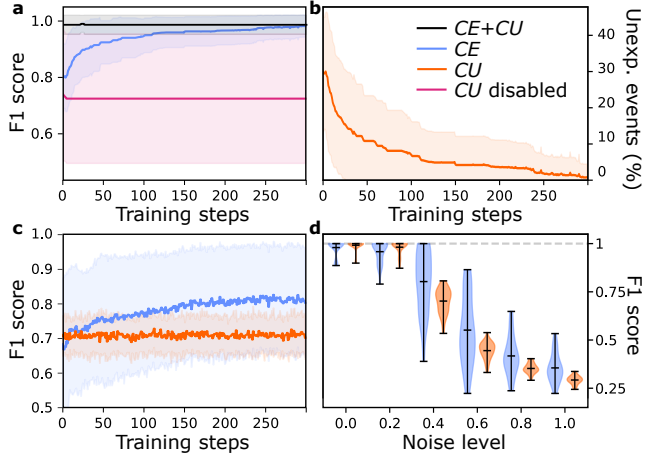 a
b
1.0
0.8
0.6
F1 score
0
50
100
150
200
250
Training steps
CE+CU
CE
CU
CU disabled
40
30
20
10
0
Unexp. events (%)
0
50
100
150
200
250
Training steps
c
d
1.0
0.9
0.8
0.7
0.6
0.5
F1 score
0
50
100
150
200
250
Training steps
1
0.75
0.5
0.25
F1 score
0.0
0.2
0.4
0.6
0.8
1.0
Noise level